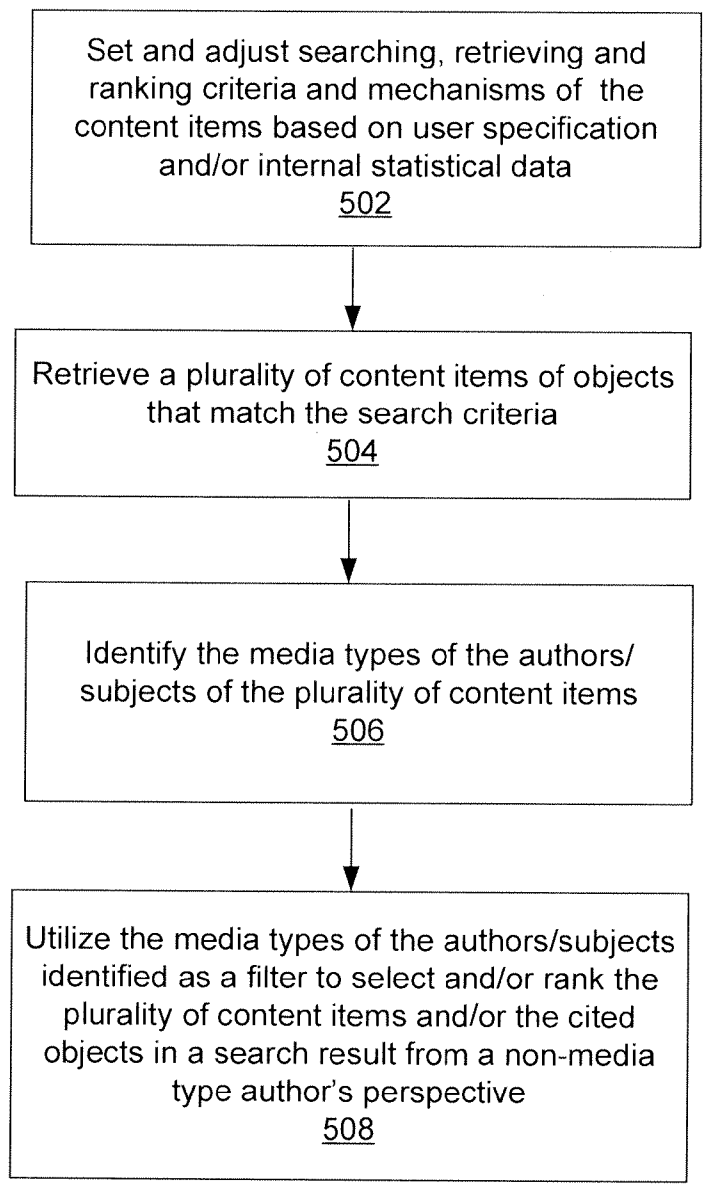 Set and adjust searching, retrieving and
ranking criteria and mechanisms of the
content items based on user specification
and/or internal statistical data
502
Retrieve a plurality of content items of objects
that match the search criteria
504
Identify the media types of the authors/
subjects of the plurality of content items
506
Utilize the media types of the authors/subjects
identified as a filter to select and/or rank the
plurality of content items and/or the cited
objects in a search result from a non-media
type author's perspective
508